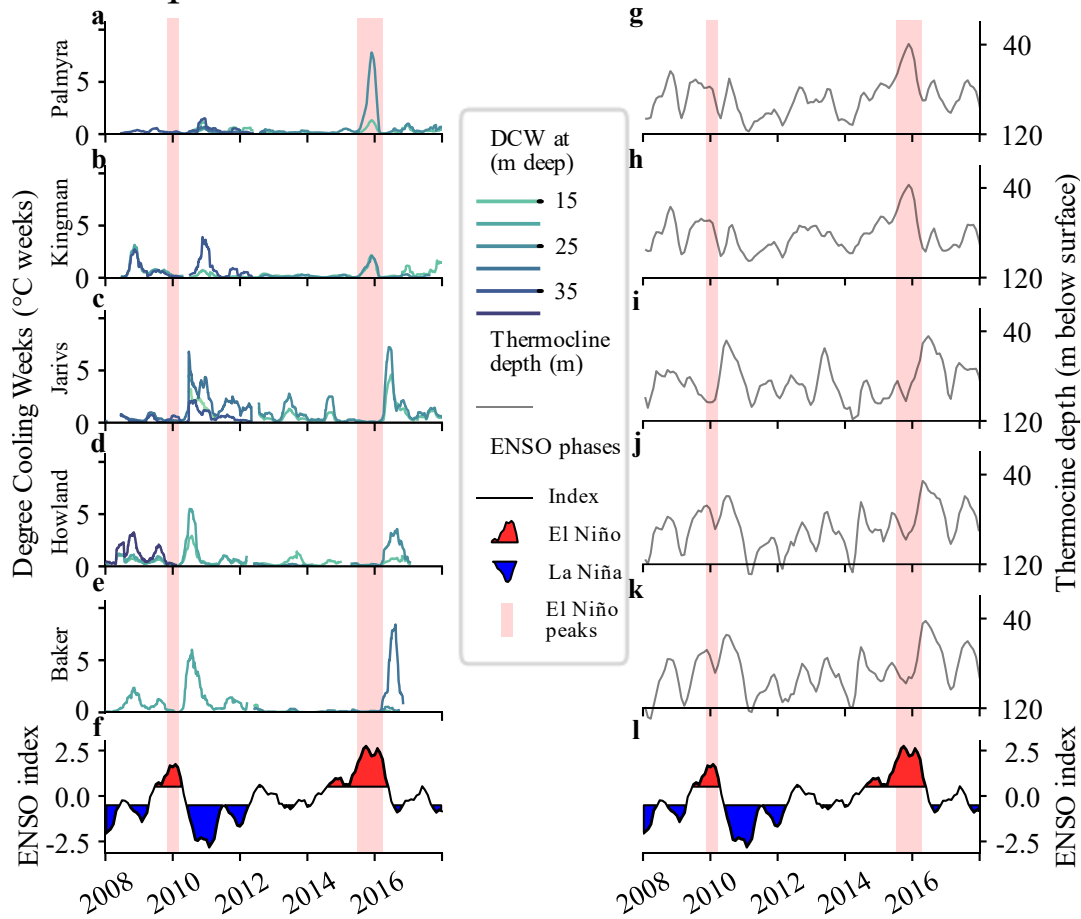 a
Palmyra
5
0
b
Kingman
5
0
c
Jarivs
5
0
d
Howland
5
0
e
Baker
5
0
f
2.5
0.0
-2.5
ENSO index
Degree Cooling Weeks (°C weeks)
2008
2010
2012
2014
2016
DCW at
(m deep)
15
25
35
Thermocline
depth (m)
ENSO phases
Index
El Niño
La Niña
El Niño
peaks
g
40
120
h
40
120
i
40
120
j
40
120
k
40
120
l
2.5
0.0
-2.5
ENSO index
Thermocine depth (m below surface)
2008
2010
2012
2014
2016